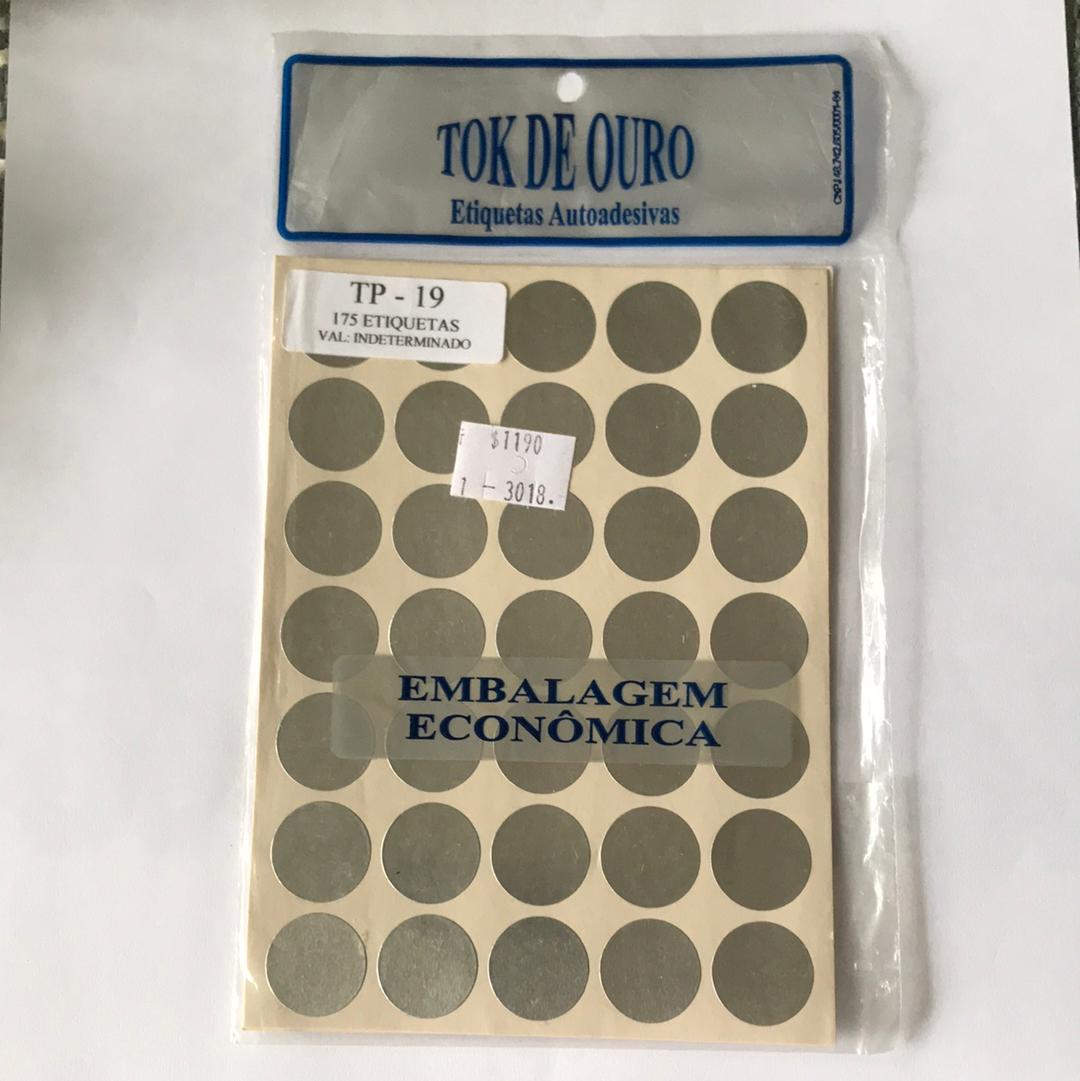 TOK DE OURO
Etiquetas Autoadesivas
TP - 19
175 ETIQUETAS
VAL: INDETERMINADO
$1190
1 - 3018.
EMBALAGEM
ECONÔMICA